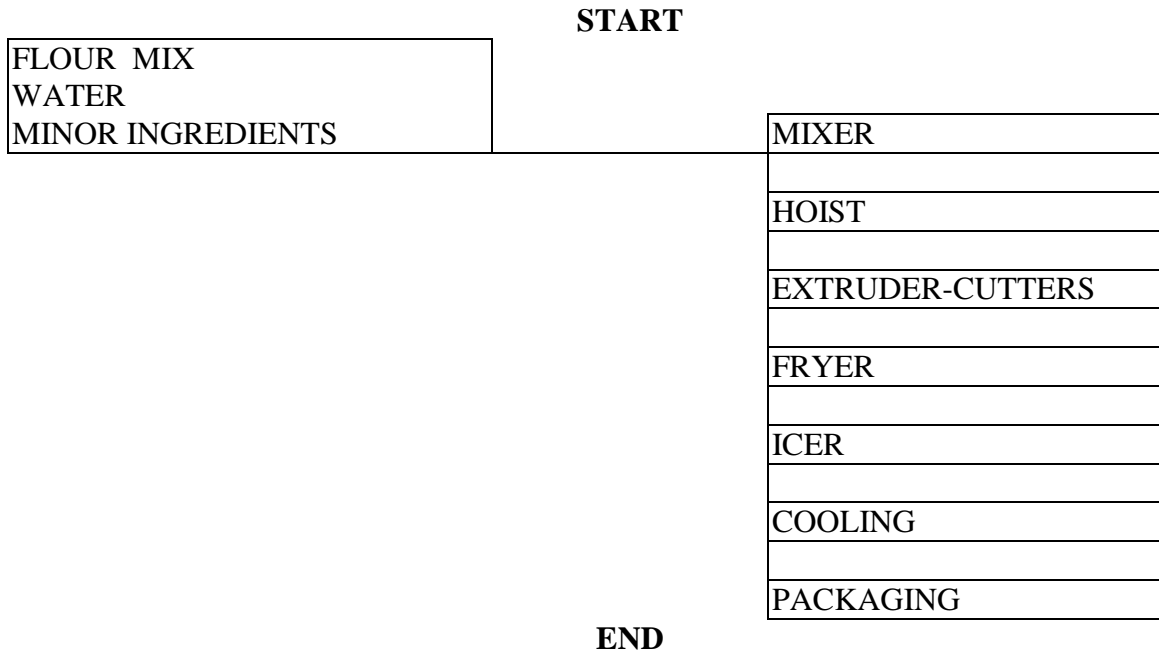 START
FLOUR MIX
WATER
MINOR INGREDIENTS
MIXER
HOIST
EXTRUDER-CUTTERS
FRYER
ICER
COOLING
PACKAGING
END